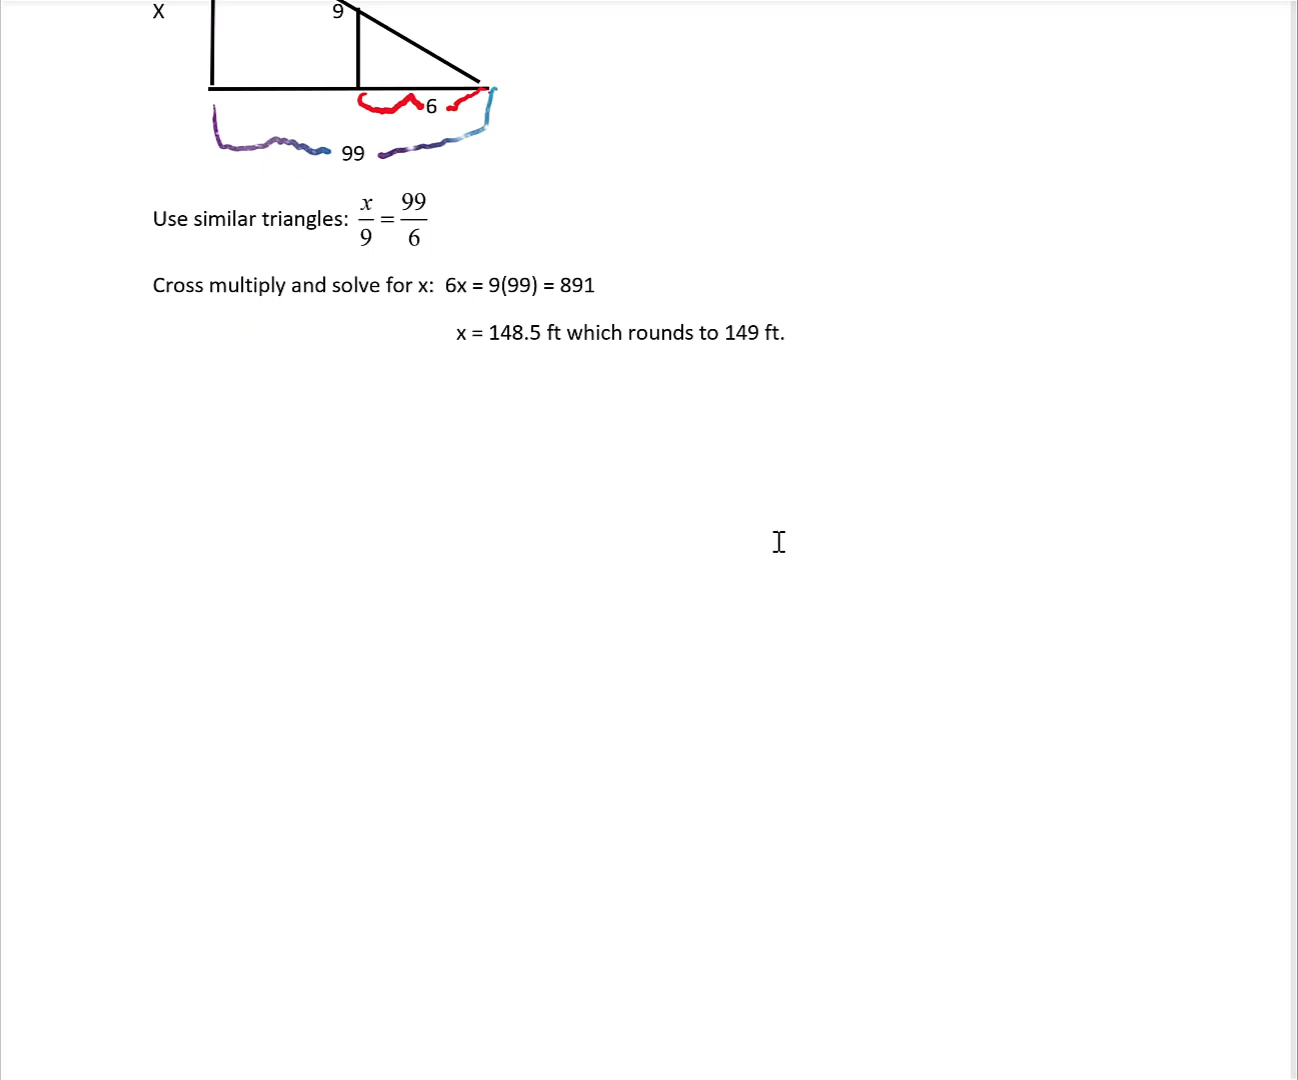 X 9
6
99
Use similar triangles: x/9 = 99/6
Cross multiply and solve for x: 6x = 9(99) = 891
x = 148.5 ft which rounds to 149 ft.